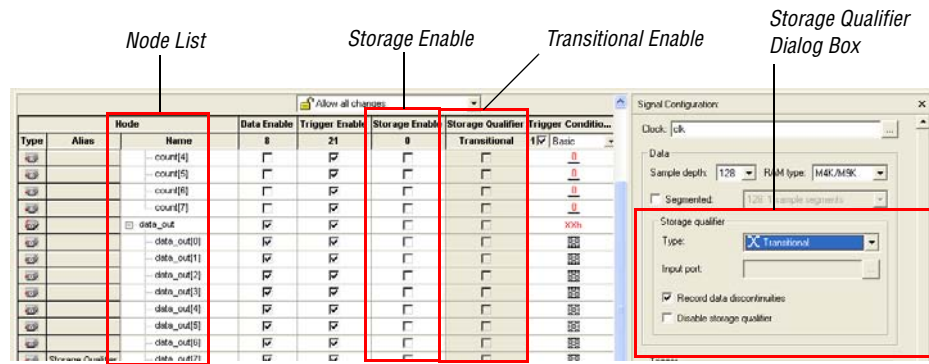 Storage Qualifier
Dialog Box
Node List
Storage Enable
Transitional Enable
Allow all changes
Node
Data Enable
Trigger Enable
Storage Enable
Storage Qualifier
Trigger Conditio...
Type
Alias
Name
8
21
0
Transitional
1
Basic
count[4]
0
count[5]
0
count[6]
0
count[7]
0
data_out
XXh
data_out[0]
data_out[1]
data_out[2]
data_out[3]
data_out[4]
data_out[5]
data_out[6]
Storage Qualifier
data_out[7]
Signal Configuration:
x
Clock: clk
...
Data
Sample depth: 128
RAM type: M4K/M9K
Segmented: 128 1 sample segments
Storage qualifier
Type: Transitional
Input port:
...
Record data discontinuities
Disable storage qualifier
Trigger